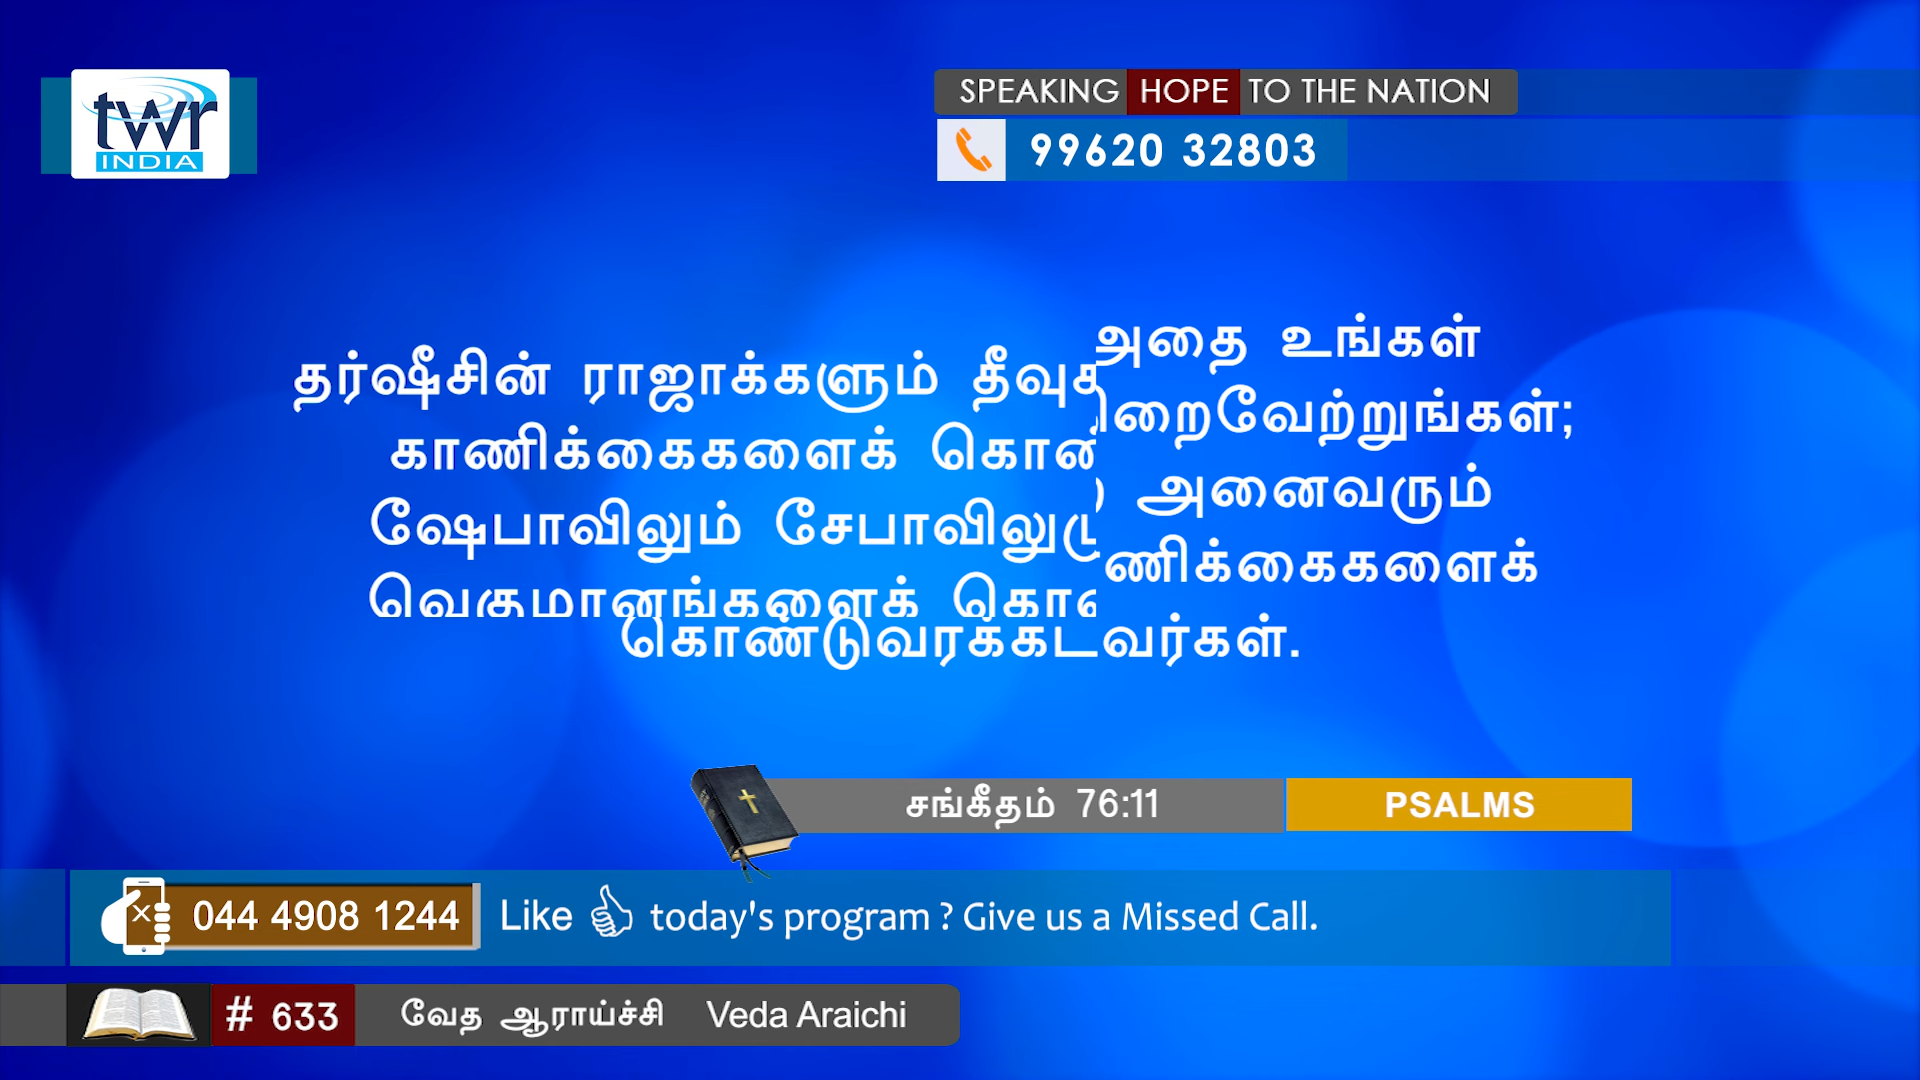 twr
INDIA
SPEAKING HOPE TO THE NATION
99620 32803
தர்ஷீசின் ராஜாக்களும்
காணிக்கைகளைக்
ஷேபாவிலும்
வெகுமானங்களைக்
அதை உங்கள்
அனைவரும்
கொண்டுவரக்கடவர்கள்.
சங்கீதம் 76:11
PSALMS
044 4908 1244 Like today's program ? Give us a Missed Call.
# 633 வேத ஆராய்ச்சி Veda Araichi